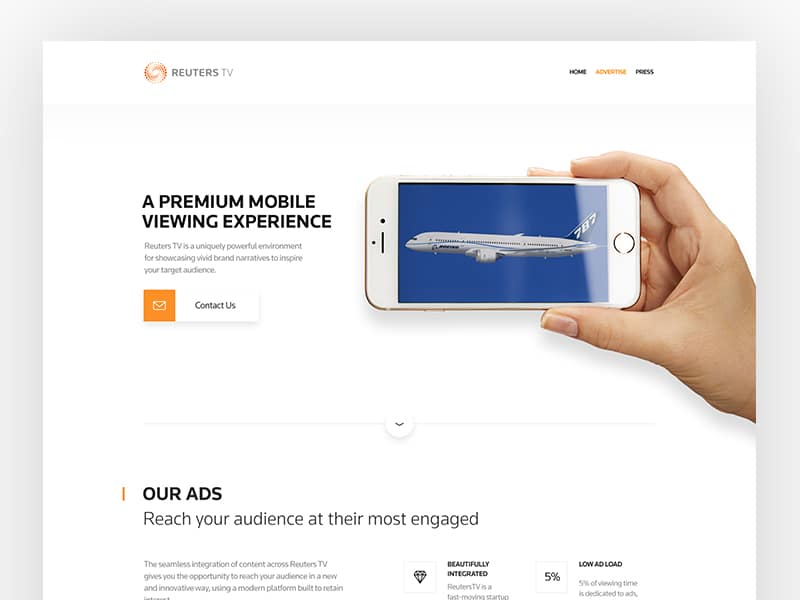 REUTERS TV
HOME ADVERTISE PRESS
A PREMIUM MOBILE
VIEWING EXPERIENCE
Reuters TV is a uniquely powerful environment
for showcasing vivid brand narratives to inspire
your target audience.
Contact Us
787
BOEING
OUR ADS
Reach your audience at their most engaged
The seamless integration of content across Reuters TV
gives you the opportunity to reach your audience in a new
and innovative way, using a modern platform built to retain
interest
BEAUTIFULLY
INTEGRATED
ReutersTV is a
fast-moving startup
5%
LOW AD LOAD
5% of viewing time
is dedicated to ads,